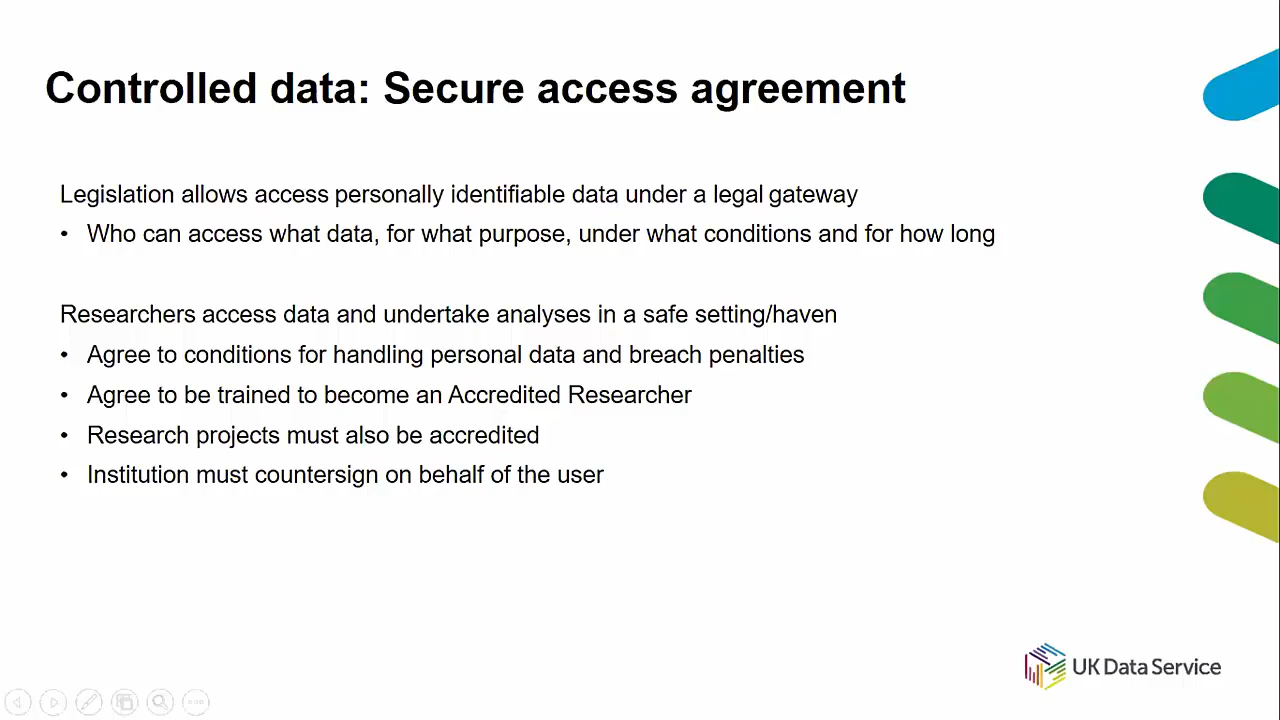 Controlled data: Secure access agreement
Legislation allows access personally identifiable data under a legal gateway
• Who can access what data, for what purpose, under what conditions and for how long
Researchers access data and undertake analyses in a safe setting/haven
• Agree to conditions for handling personal data and breach penalties
• Agree to be trained to become an Accredited Researcher
• Research projects must also be accredited
• Institution must countersign on behalf of the user
UK Data Service